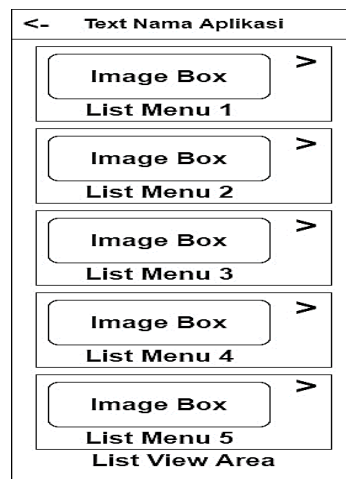 <- Text Nama Aplikasi
Image Box >
List Menu 1
Image Box >
List Menu 2
Image Box >
List Menu 3
Image Box >
List Menu 4
Image Box >
List Menu 5
List View Area